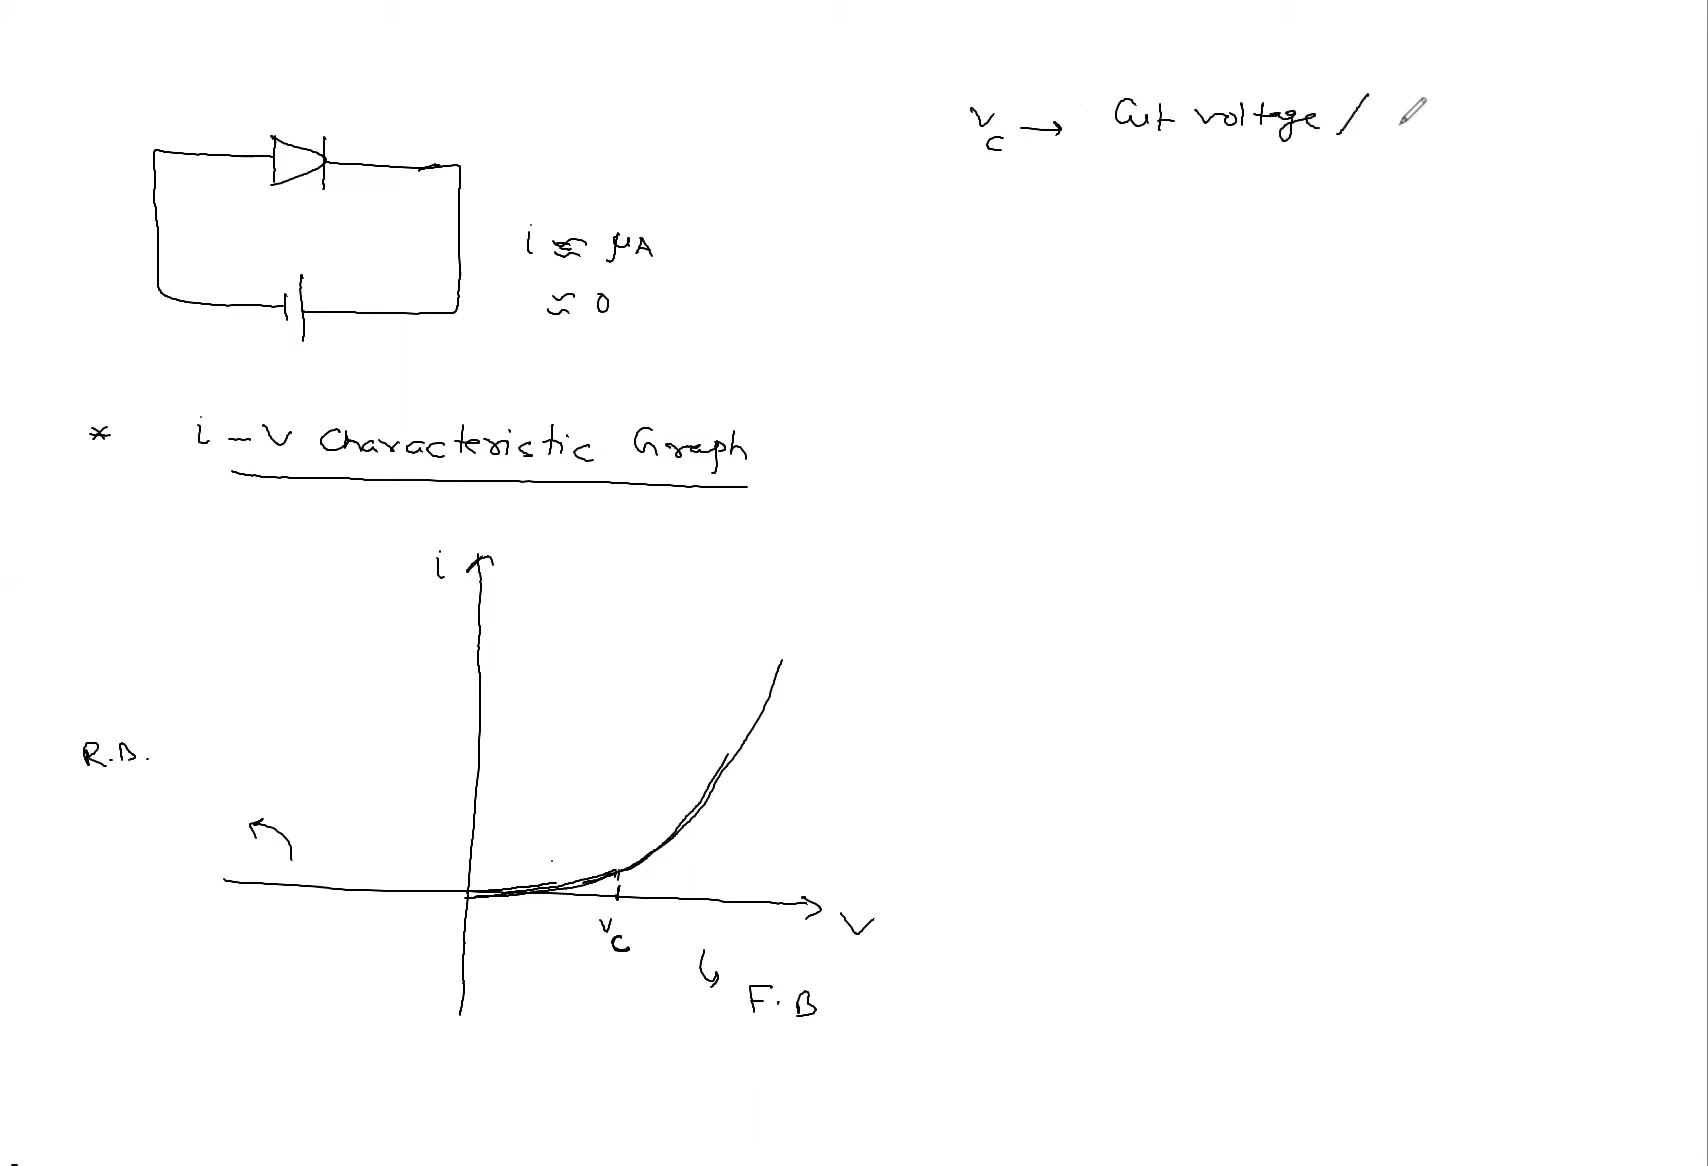 V_C → Cut voltage /
i ≈ μA
≈ 0
* i – V Characteristic Graph
i
R.B.
V
V_C
F.B